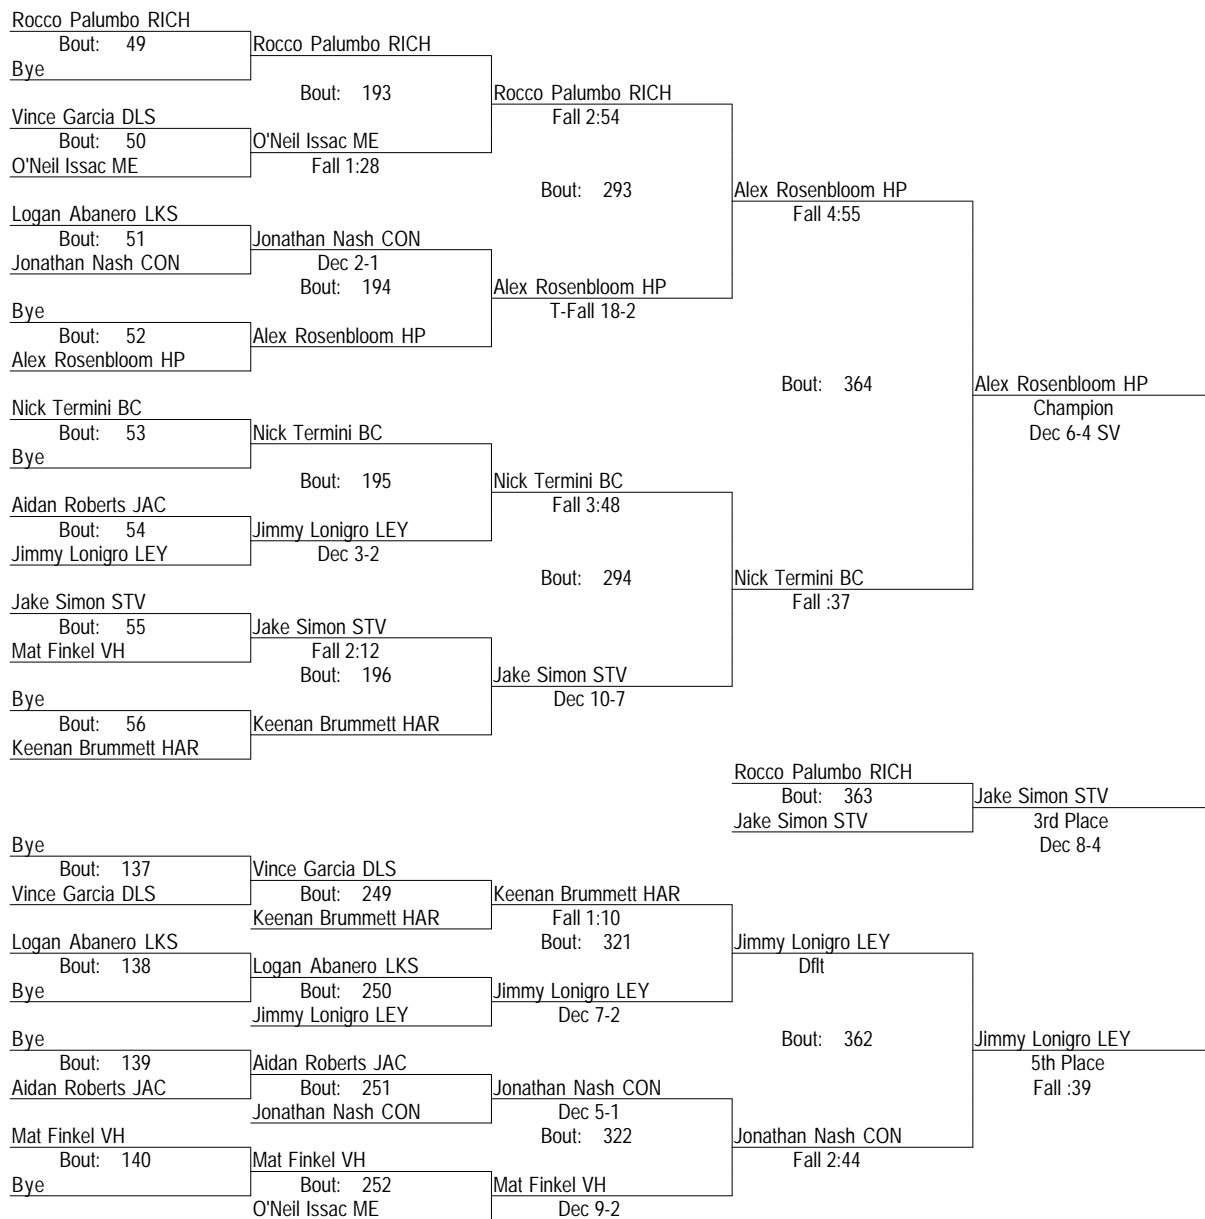 Rocco Palumbo RICH
Bout: 49
Rocco Palumbo RICH
Bye
Bout: 193
Rocco Palumbo RICH
Vince Garcia DLS
Fall 2:54
Bout: 50
O'Neil Issac ME
O'Neil Issac ME
Fall 1:28
Bout: 293
Alex Rosenbloom HP
Logan Abanero LKS
Fall 4:55
Bout: 51
Jonathan Nash CON
Jonathan Nash CON
Dec 2-1
Bout: 194
Alex Rosenbloom HP
Bye
T-Fall 18-2
Bout: 52
Alex Rosenbloom HP
Alex Rosenbloom HP
Bout: 364
Alex Rosenbloom HP
Nick Termini BC
Champion
Bout: 53
Nick Termini BC
Dec 6-4 SV
Bye
Bout: 195
Nick Termini BC
Aidan Roberts JAC
Fall 3:48
Bout: 54
Jimmy Lonigro LEY
Jimmy Lonigro LEY
Dec 3-2
Bout: 294
Nick Termini BC
Jake Simon STV
Fall :37
Bout: 55
Jake Simon STV
Mat Finkel VH
Fall 2:12
Bout: 196
Jake Simon STV
Bye
Dec 10-7
Bout: 56
Keenan Brummett HAR
Keenan Brummett HAR
Rocco Palumbo RICH
Bout: 363
Jake Simon STV
Jake Simon STV
3rd Place
Dec 8-4
Bye
Bout: 137
Vince Garcia DLS
Vince Garcia DLS
Bout: 249
Keenan Brummett HAR
Keenan Brummett HAR
Fall 1:10
Logan Abanero LKS
Bout: 321
Jimmy Lonigro LEY
Bout: 138
Logan Abanero LKS
Dflt
Bye
Bout: 250
Jimmy Lonigro LEY
Jimmy Lonigro LEY
Dec 7-2
Bye
Bout: 362
Jimmy Lonigro LEY
Bout: 139
Aidan Roberts JAC
5th Place
Aidan Roberts JAC
Bout: 251
Jonathan Nash CON
Fall :39
Jonathan Nash CON
Dec 5-1
Mat Finkel VH
Bout: 322
Jonathan Nash CON
Bout: 140
Mat Finkel VH
Fall 2:44
Bye
Bout: 252
Mat Finkel VH
O'Neil Issac ME
Dec 9-2